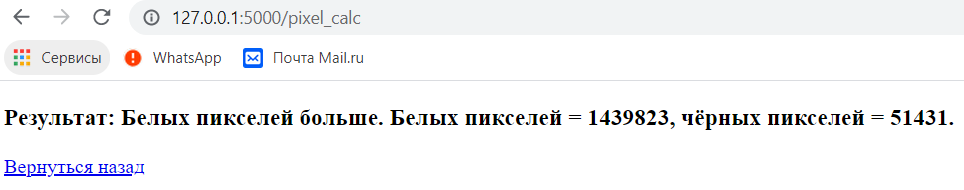 127.0.0.1:5000/pixel_calc
Сервисы WhatsApp Почта Mail.ru
Результат: Белых пикселей больше. Белых пикселей = 1439823, чёрных пикселей = 51431.
Вернуться назад